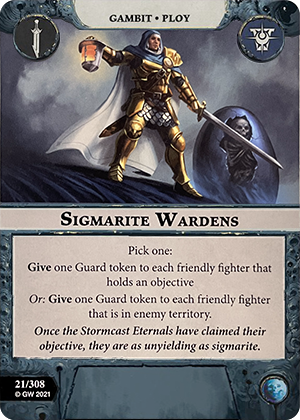 GAMBIT • PLOY
SIGMARITE WARDENS
Pick one:
Give one Guard token to each friendly fighter that
holds an objective
Or: Give one Guard token to each friendly fighter
that is in enemy territory.
Once the Stormcast Eternals have claimed their
objective, they are as unyielding as sigmarite.
21/308
© GW 2021